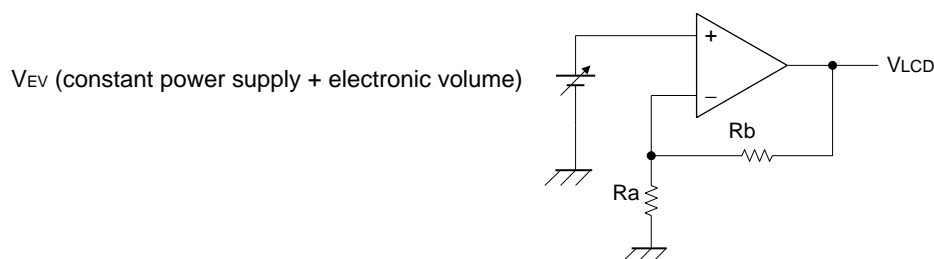 +
VEV (constant power supply + electronic volume)
VLCD
−
Rb
Ra